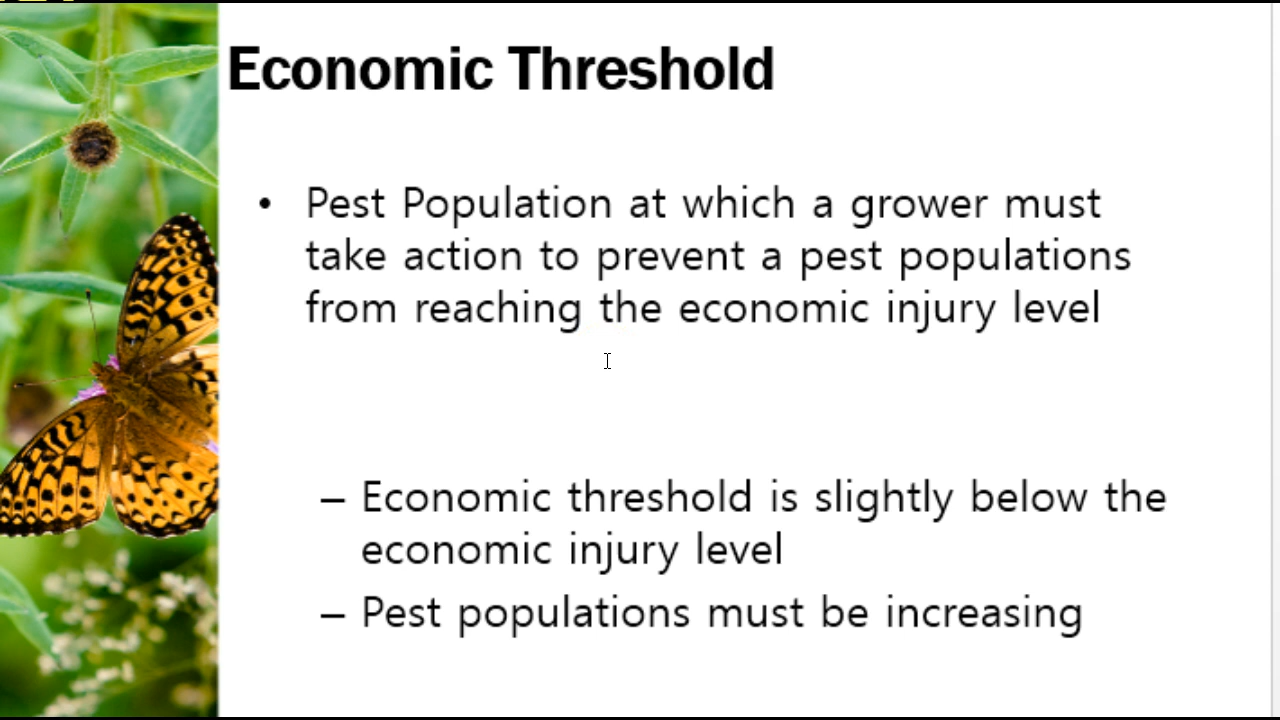 Economic Threshold
• Pest Population at which a grower must
take action to prevent a pest populations
from reaching the economic injury level
– Economic threshold is slightly below the
economic injury level
– Pest populations must be increasing